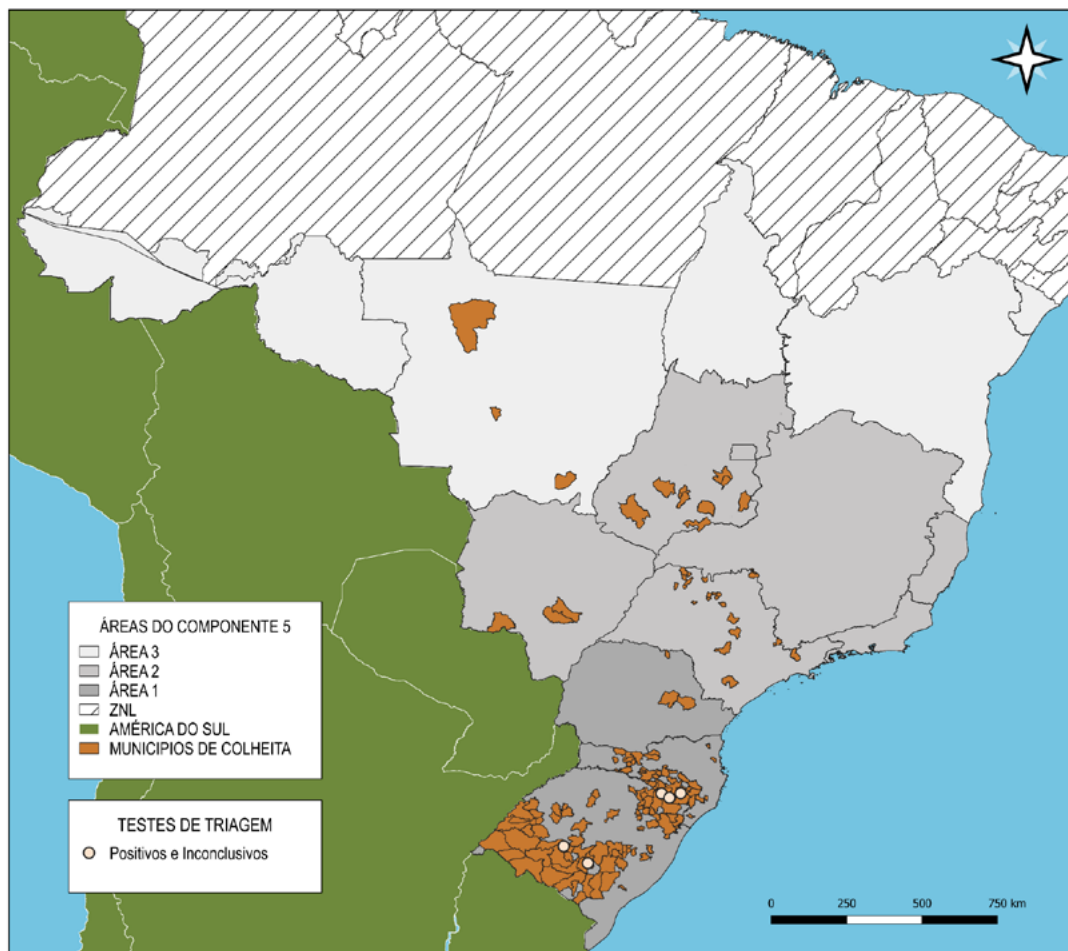 ÁREAS DO COMPONENTE 5
ÁREA 3
ÁREA 2
ÁREA 1
ZNL
AMÉRICA DO SUL
MUNICIPIOS DE COLHEITA
TESTES DE TRIAGEM
Positivos e Inconclusivos
0 250 500 750 km